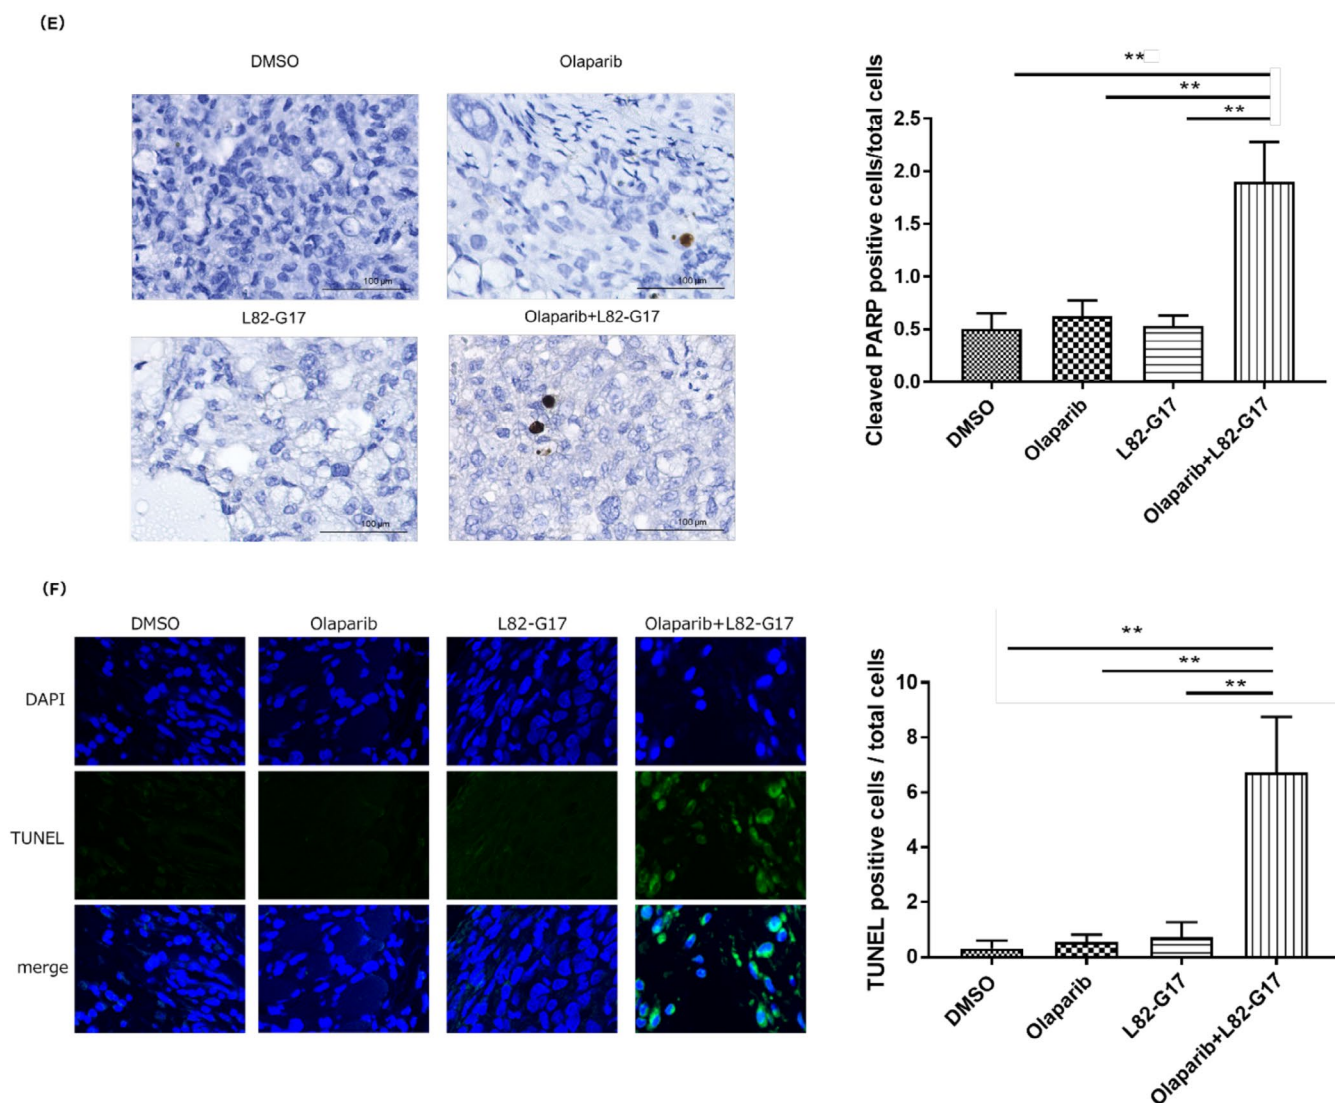 (E)
DMSO
Olaparib
100 μm
100 μm
L82-G17
Olaparib+L82-G17
100 μm
100 μm
Cleaved PARP positive cells/total cells
**
**
**
2.5
2.0
1.5
1.0
0.5
0.0
DMSO
Olaparib
L82-G17
Olaparib+L82-G17
(F)
DMSO
Olaparib
L82-G17
Olaparib+L82-G17
DAPI
TUNEL
merge
TUNEL positive cells / total cells
**
**
**
10
8
6
4
2
0
DMSO
Olaparib
L82-G17
Olaparib+L82-G17